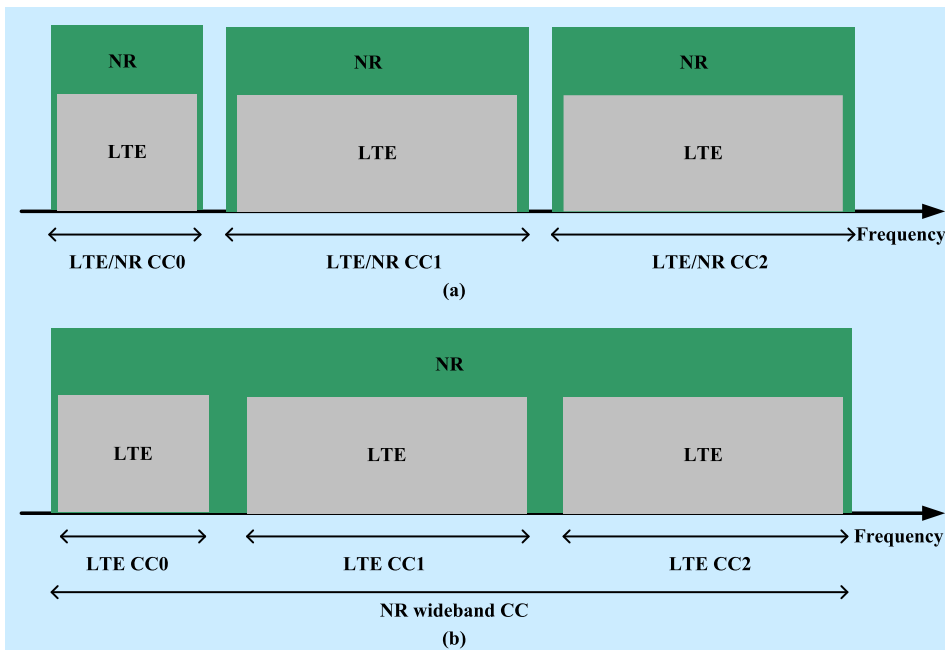 NR NR NR
LTE LTE LTE
Frequency
LTE/NR CC0 LTE/NR CC1 LTE/NR CC2
(a)
NR
LTE LTE LTE
Frequency
LTE CC0 LTE CC1 LTE CC2
NR wideband CC
(b)